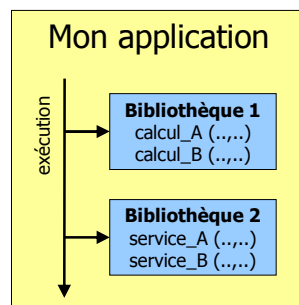 Mon application
exécution
Bibliothèque 1
calcul_A (..,..)
calcul_B (..,..)
Bibliothèque 2
service_A (..,..)
service_B (..,..)